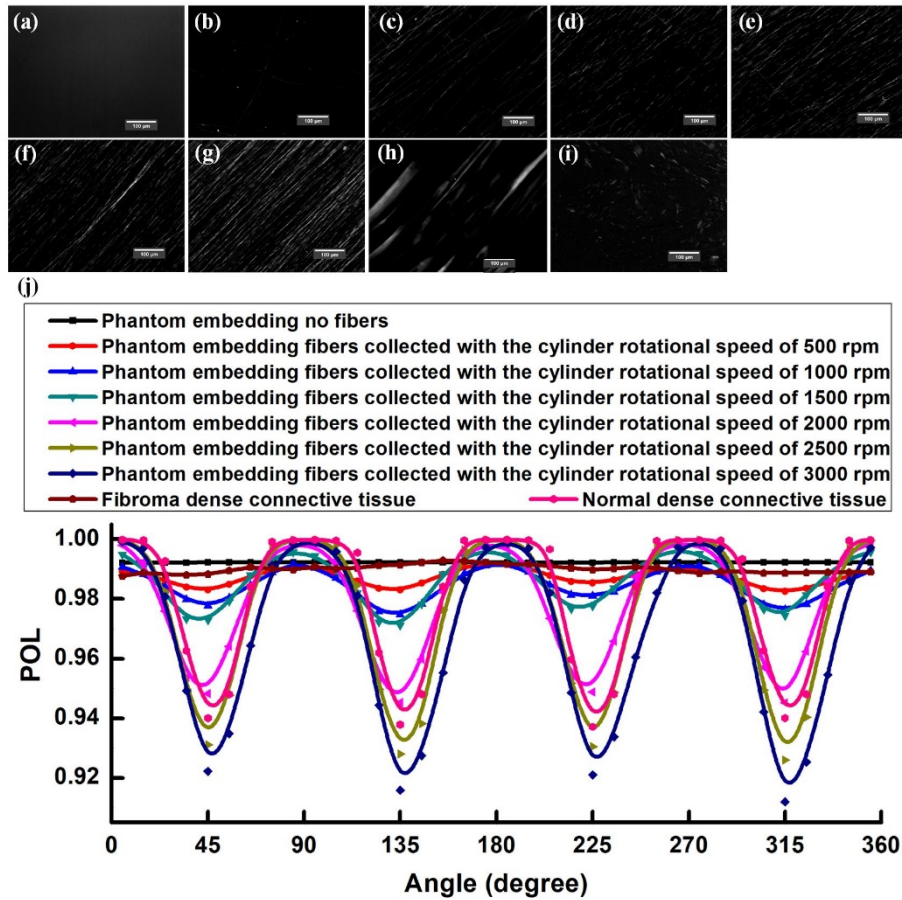 (a)
(b)
(c)
(d)
(e)
100 µm
100 µm
100 µm
100 µm
100 µm
(f)
(g)
(h)
(i)
100 µm
100 µm
100 µm
100 µm
(j)
Phantom embedding no fibers
Phantom embedding fibers collected with the cylinder rotational speed of 500 rpm
Phantom embedding fibers collected with the cylinder rotational speed of 1000 rpm
Phantom embedding fibers collected with the cylinder rotational speed of 1500 rpm
Phantom embedding fibers collected with the cylinder rotational speed of 2000 rpm
Phantom embedding fibers collected with the cylinder rotational speed of 2500 rpm
Phantom embedding fibers collected with the cylinder rotational speed of 3000 rpm
Fibroma dense connective tissue Normal dense connective tissue
1.00
0.98
0.96
0.94
0.92
POL
0 45 90 135 180 225 270 315 360
Angle (degree)